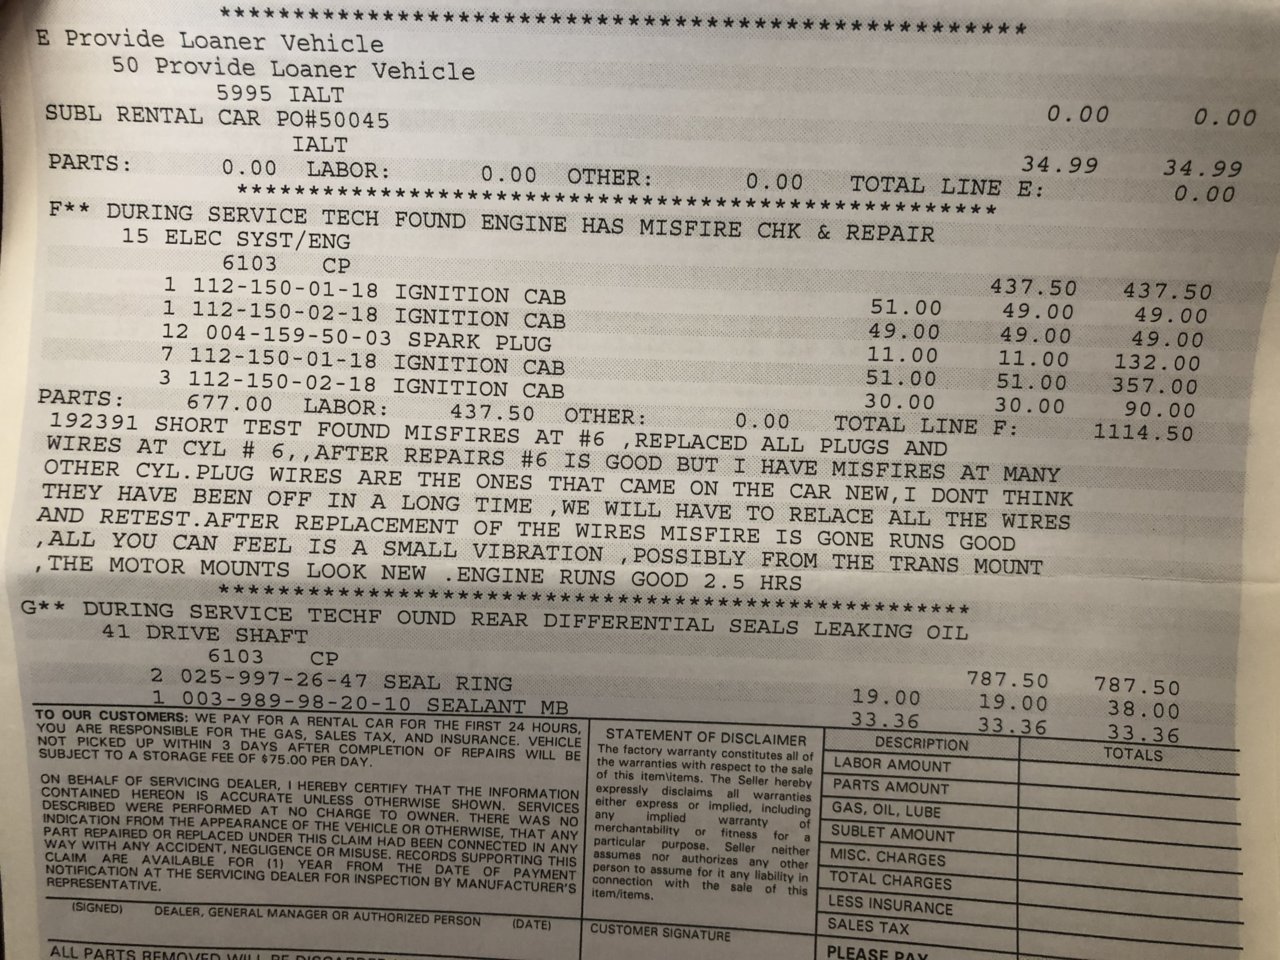 *********************************************************
E Provide Loaner Vehicle
50 Provide Loaner Vehicle
5995 IALT 0.00 0.00
SUBL RENTAL CAR PO#50045
IALT 34.99 34.99
PARTS: 0.00 LABOR: 0.00 OTHER: 0.00 TOTAL LINE E: 0.00
*****************************************************
F** DURING SERVICE TECH FOUND ENGINE HAS MISFIRE CHK & REPAIR
15 ELEC SYST/ENG
6103 CP 437.50 437.50
1 112-150-01-18 IGNITION CAB 51.00 49.00 49.00
1 112-150-02-18 IGNITION CAB 49.00 49.00 49.00
12 004-159-50-03 SPARK PLUG 11.00 11.00 132.00
7 112-150-01-18 IGNITION CAB 51.00 51.00 357.00
3 112-150-02-18 IGNITION CAB 30.00 30.00 90.00
PARTS: 677.00 LABOR: 437.50 OTHER: 0.00 TOTAL LINE F: 1114.50
192391 SHORT TEST FOUND MISFIRES AT #6 ,REPLACED ALL PLUGS AND
WIRES AT CYL # 6,,AFTER REPAIRS #6 IS GOOD BUT I HAVE MISFIRES AT MANY
OTHER CYL.PLUG WIRES ARE THE ONES THAT CAME ON THE CAR NEW,I DONT THINK
THEY HAVE BEEN OFF IN A LONG TIME ,WE WILL HAVE TO RELACE ALL THE WIRES
AND RETEST.AFTER REPLACEMENT OF THE WIRES MISFIRE IS GONE RUNS GOOD
,ALL YOU CAN FEEL IS A SMALL VIBRATION ,POSSIBLY FROM THE TRANS MOUNT
,THE MOTOR MOUNTS LOOK NEW .ENGINE RUNS GOOD 2.5 HRS
*****************************************************
G** DURING SERVICE TECHF OUND REAR DIFFERENTIAL SEALS LEAKING OIL
41 DRIVE SHAFT
6103 CP 787.50 787.50
2 025-997-26-47 SEAL RING 19.00 19.00 38.00
1 003-989-98-20-10 SEALANT MB 33.36 33.36 33.36
TO OUR CUSTOMERS: WE PAY FOR A RENTAL CAR FOR THE FIRST 24 HOURS,
YOU ARE RESPONSIBLE FOR THE GAS, SALES TAX, AND INSURANCE. VEHICLE
NOT PICKED UP WITHIN 3 DAYS AFTER COMPLETION OF REPAIRS WILL BE
SUBJECT TO A STORAGE FEE OF $75.00 PER DAY.
ON BEHALF OF SERVICING DEALER, I HEREBY CERTIFY THAT THE INFORMATION
CONTAINED HEREON IS ACCURATE UNLESS OTHERWISE SHOWN. SERVICES
DESCRIBED WERE PERFORMED AT NO CHARGE TO OWNER. THERE WAS NO
INDICATION FROM THE APPEARANCE OF THE VEHICLE OR OTHERWISE, THAT ANY
PART REPAIRED OR REPLACED UNDER THIS CLAIM HAD BEEN CONNECTED IN ANY
WAY WITH ANY ACCIDENT, NEGLIGENCE OR MISUSE. RECORDS SUPPORTING THIS
CLAIM ARE AVAILABLE FOR (1) YEAR FROM THE DATE OF PAYMENT
NOTIFICATION AT THE SERVICING DEALER FOR INSPECTION BY MANUFACTURER'S
REPRESENTATIVE.
(SIGNED) DEALER, GENERAL MANAGER OR AUTHORIZED PERSON (DATE)
STATEMENT OF DISCLAIMER
The factory warranty constitutes all of
the warranties with respect to the sale
of this item\items. The Seller hereby
expressly disclaims all warranties
either express or implied, including
any implied warranty of
merchantability or fitness for a
particular purpose. Seller neither
assumes nor authorizes any other
person to assume for it any liability in
connection with the sale of this
item/items.
CUSTOMER SIGNATURE
DESCRIPTION TOTALS
LABOR AMOUNT
PARTS AMOUNT
GAS, OIL, LUBE
SUBLET AMOUNT
MISC. CHARGES
TOTAL CHARGES
LESS INSURANCE
SALES TAX
PLEASE PAY
ALL PARTS REMOVED WILL BE